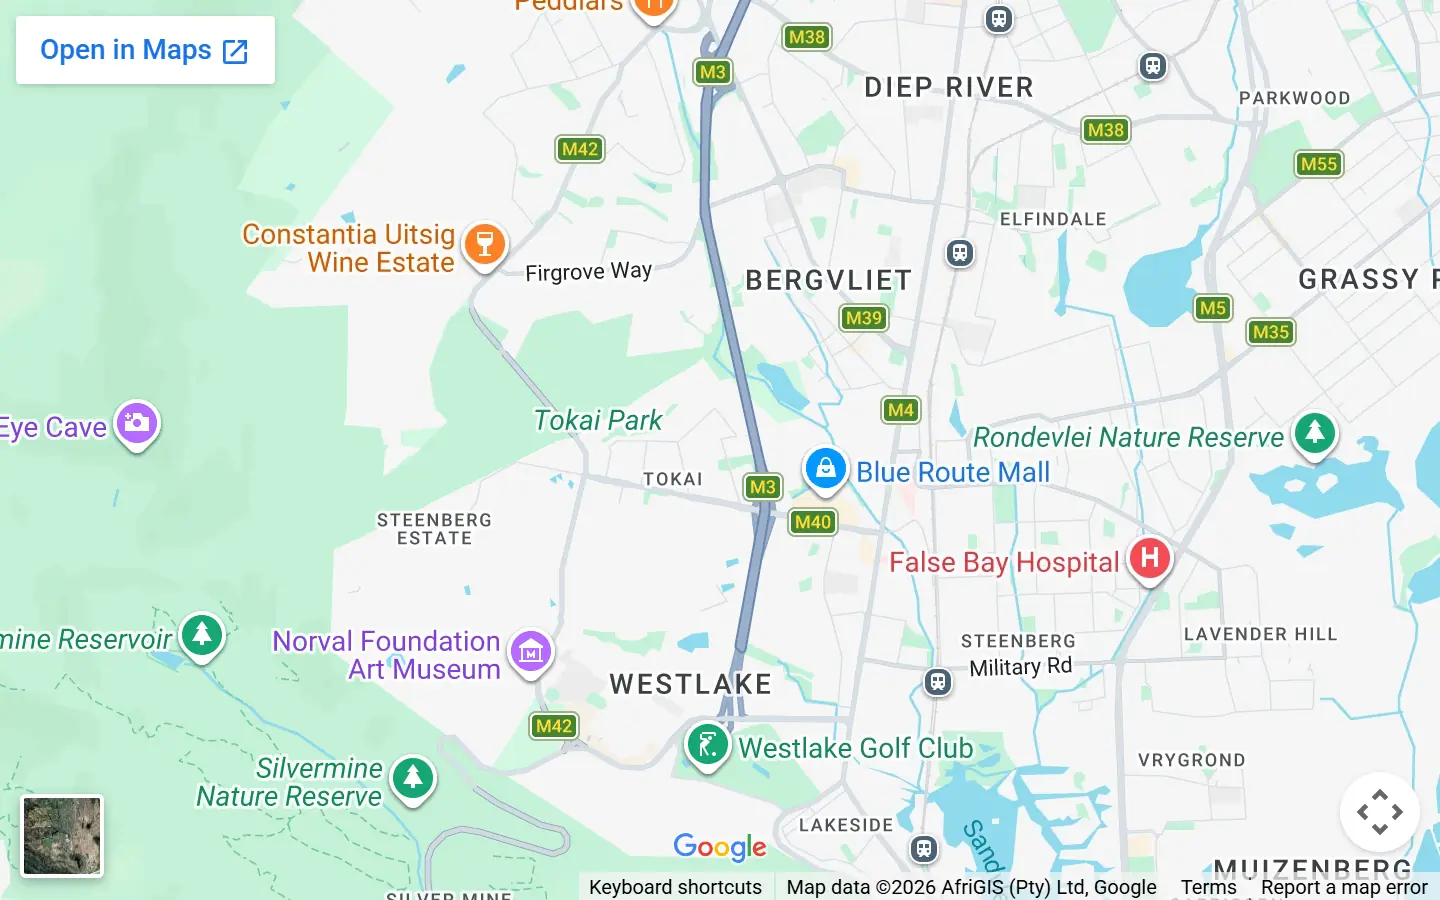 Peddlars
Open in Maps
M38
M3
DIEP RIVER
PARKWOOD
M38
M42
M55
ELFINDALE
Constantia Uitsig
Wine Estate
Firgrove Way
BERGVLIET
GRASSY P
M5
M39
M35
M4
Tokai Park
Eye Cave
Rondevlei Nature Reserve
Blue Route Mall
TOKAI
M3
STEENBERG
ESTATE
M40
False Bay Hospital
mine Reservoir
Norval Foundation
Art Museum
STEENBERG
Military Rd
LAVENDER HILL
WESTLAKE
M42
Westlake Golf Club
VRYGROND
Silvermine
Nature Reserve
LAKESIDE
Google
Sand
MUIZENBERG
SILVER MINE
Keyboard shortcuts
Map data ©2026 AfriGIS (Pty) Ltd, Google
Terms
Report a map error